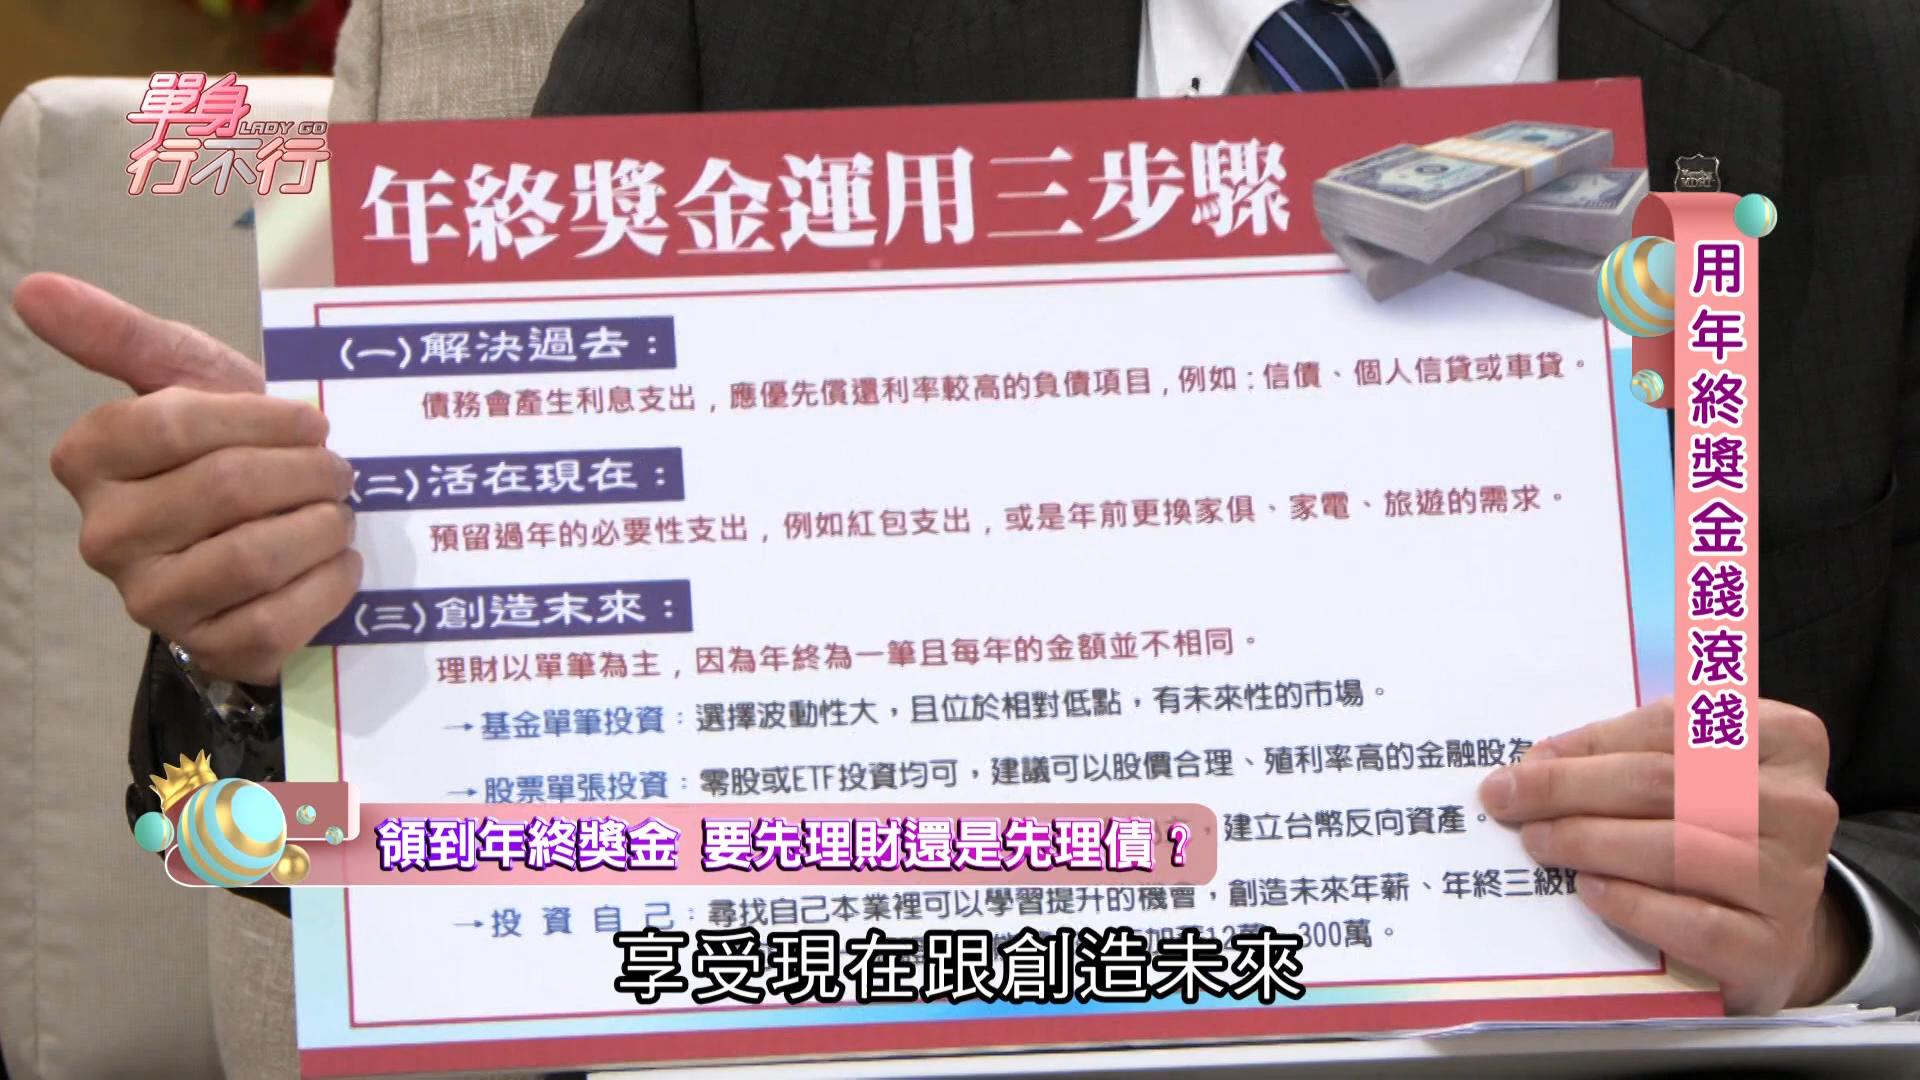 單身
LADY GO
行不行
年終獎金運用三步驟
用年終獎金錢滾錢
(一)解決過去：
債務會產生利息支出，應優先償還利率較高的負債項目，例如：信債、個人信貸或車貸。
(二)活在現在：
預留過年的必要性支出，例如紅包支出，或是年前更換家俱、家電、旅遊的需求。
(三)創造未來：
理財以單筆為主，因為年終為一筆且每年的金額並不相同。
→基金單筆投資：選擇波動性大，且位於相對低點，有未來性的市場。
→股票單張投資：零股或ETF投資均可，建議可以股價合理、殖利率高的金融股為
，建立台幣反向資產。
領到年終獎金 要先理財還是先理債？
→投資自己：尋找自己本業裡可以學習提升的機會，創造未來年薪、年終三級
300萬。
享受現在跟創造未來